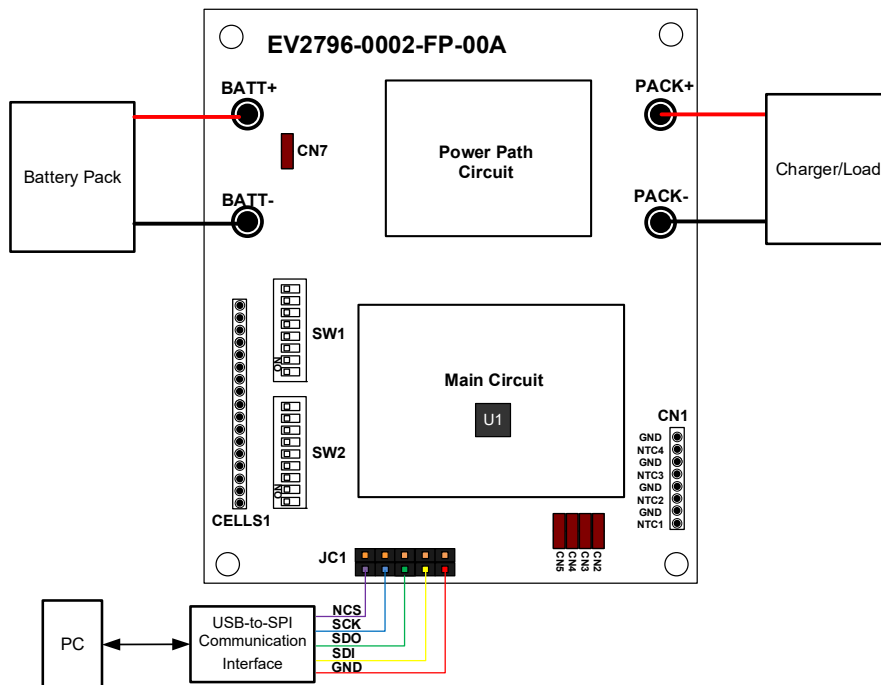 EV2796-0002-FP-00A
BATT+
PACK+
CN7
Power Path
Circuit
Battery Pack
Charger/Load
BATT-
PACK-
SW1
ON
Main Circuit
U1
CN1
GND
NTC4
GND
NTC3
GND
NTC2
GND
NTC1
SW2
ON
CELLS1
CN5
CN4
CN3
CN2
JC1
NCS
SCK
SDO
SDI
GND
PC
USB-to-SPI
Communication
Interface